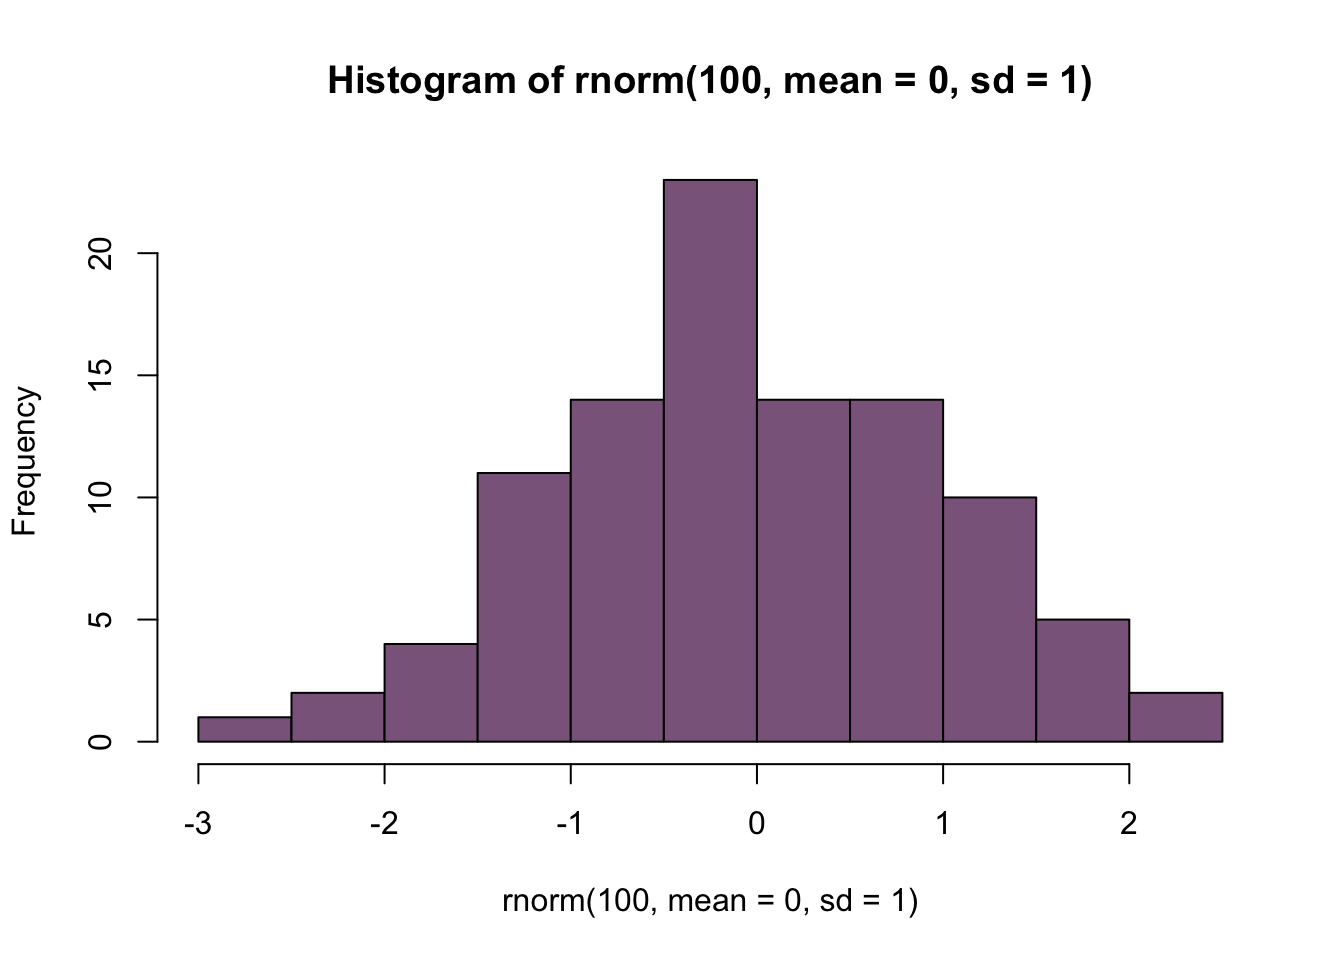 Histogram of rnorm(100, mean = 0, sd = 1)
Frequency
20
15
10
5
0
-3 -2 -1 0 1 2
rnorm(100, mean = 0, sd = 1)